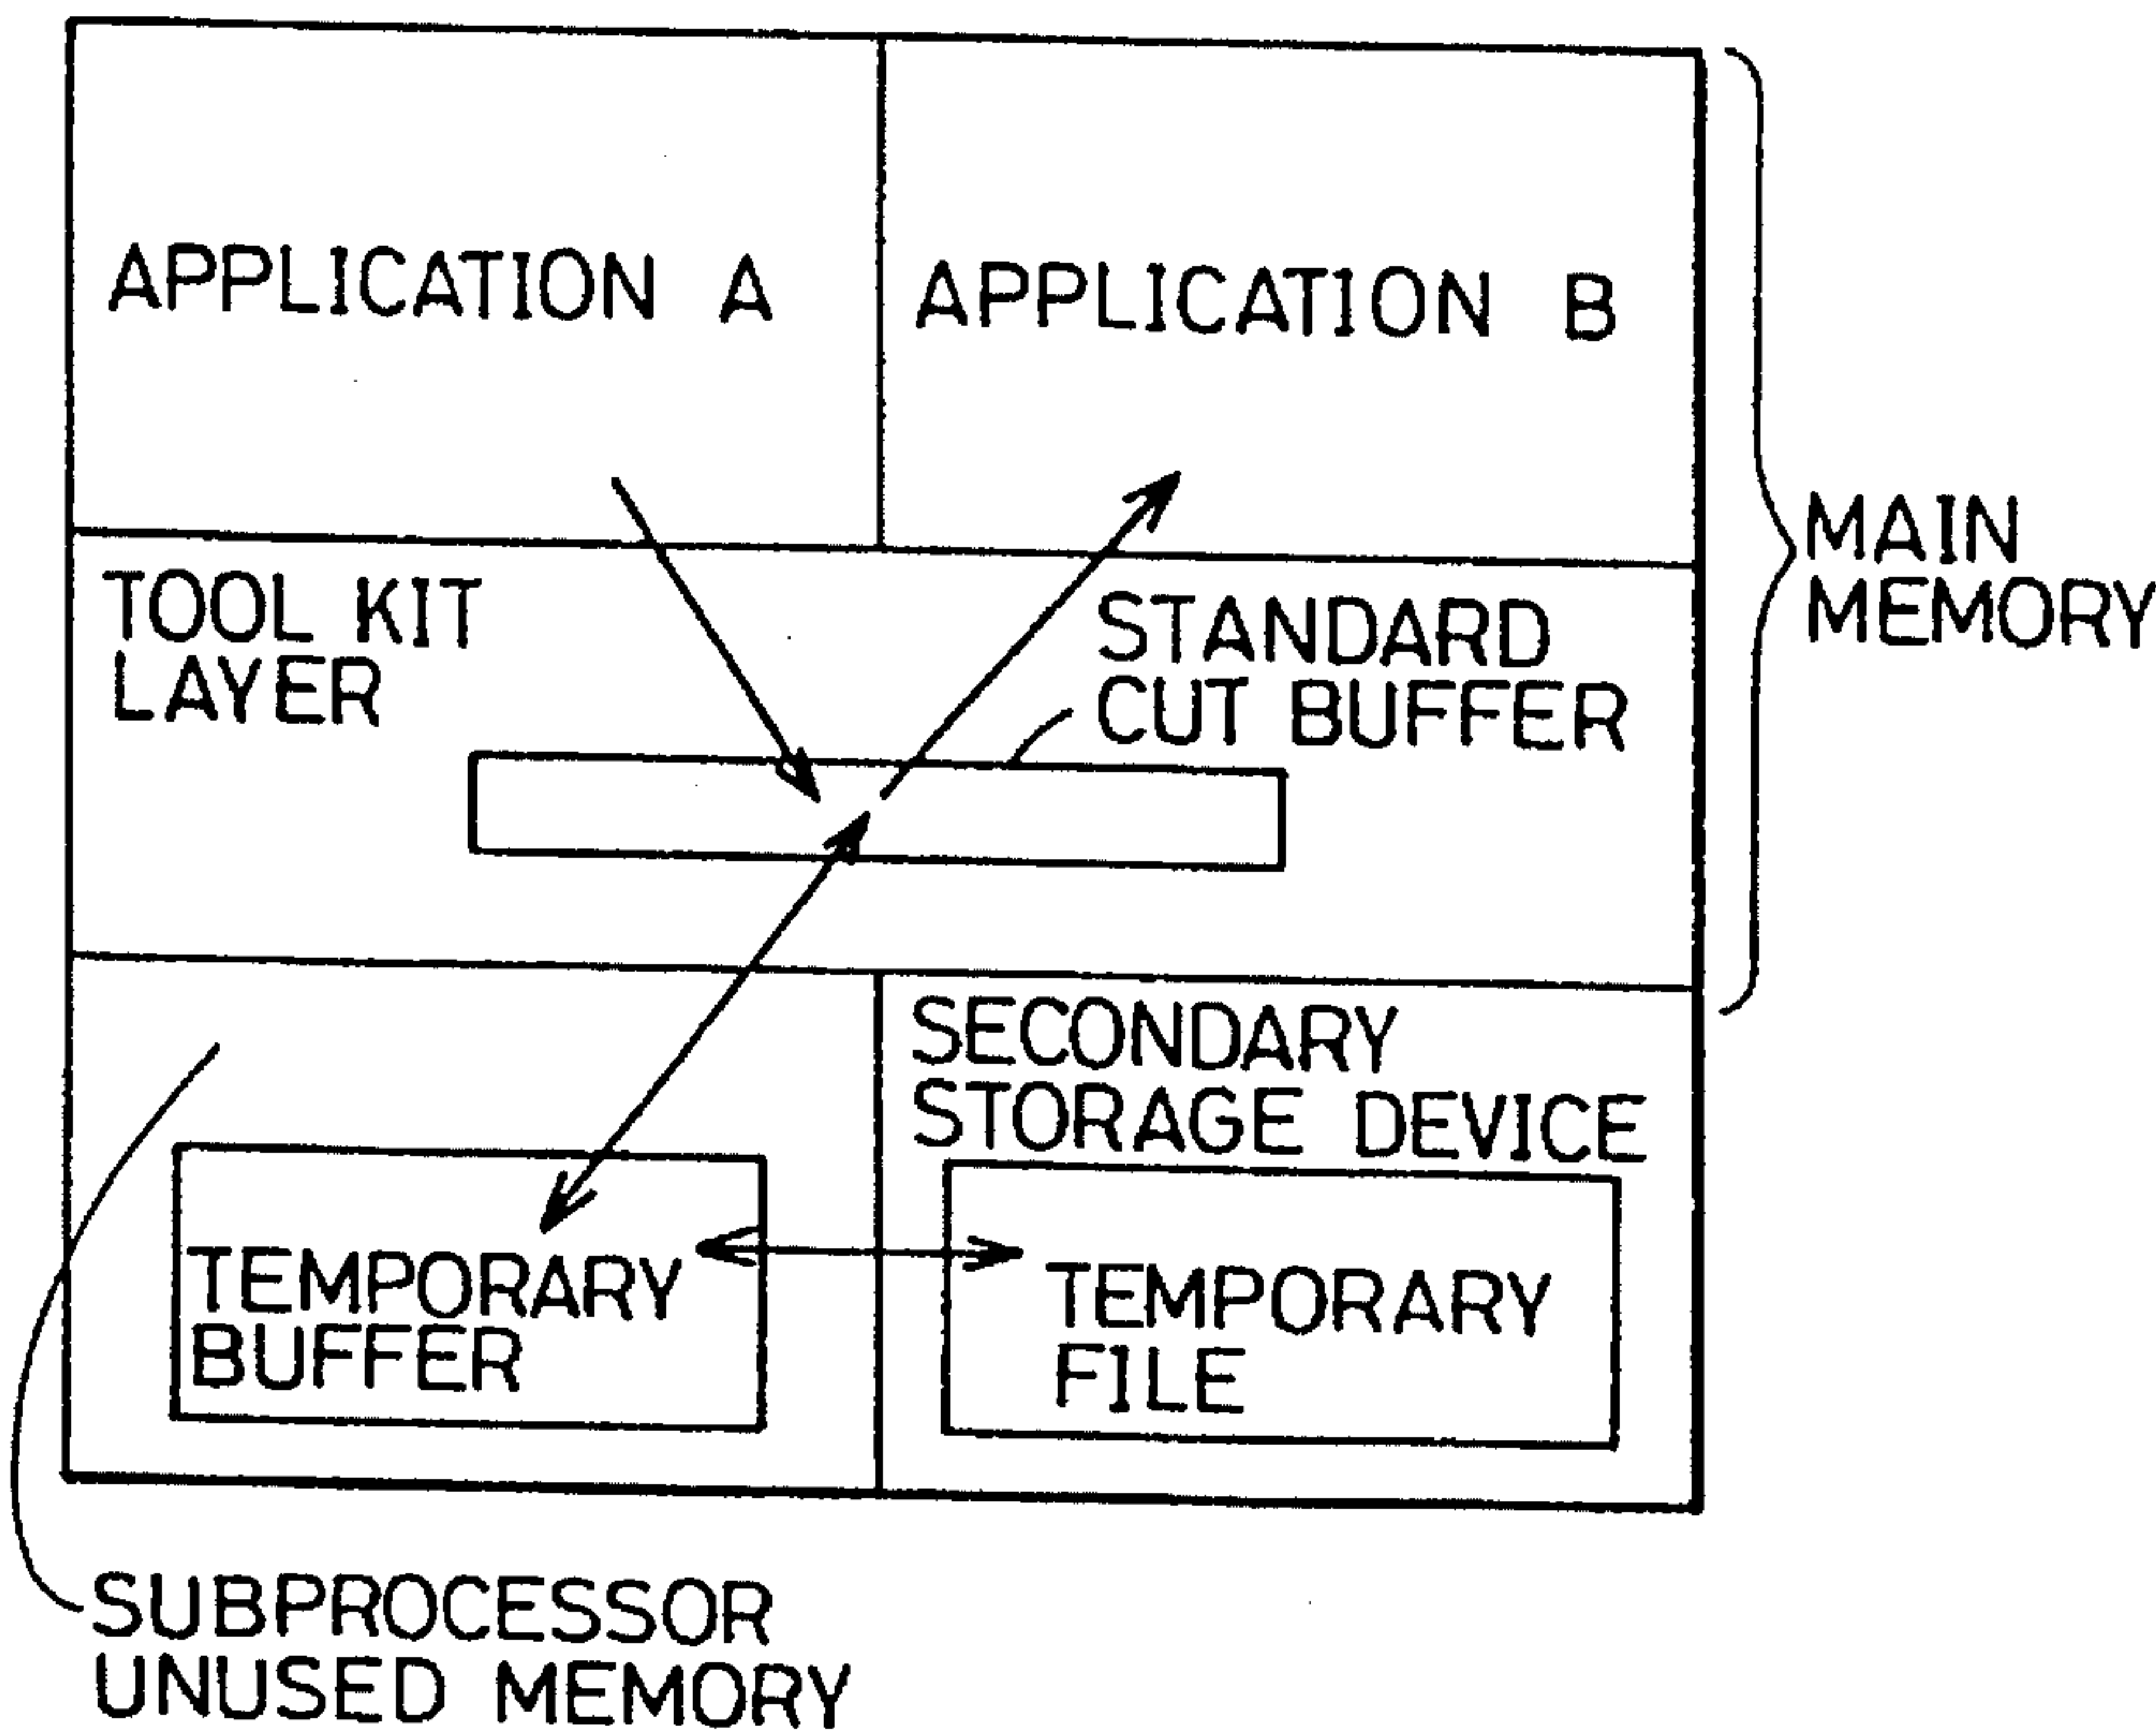 APPLICATION A
APPLICATION B
MAIN
MEMORY
TOOL KIT
LAYER
STANDARD
CUT BUFFER
SECONDARY
STORAGE DEVICE
TEMPORARY
BUFFER
TEMPORARY
FILE
SUBPROCESSOR
UNUSED MEMORY